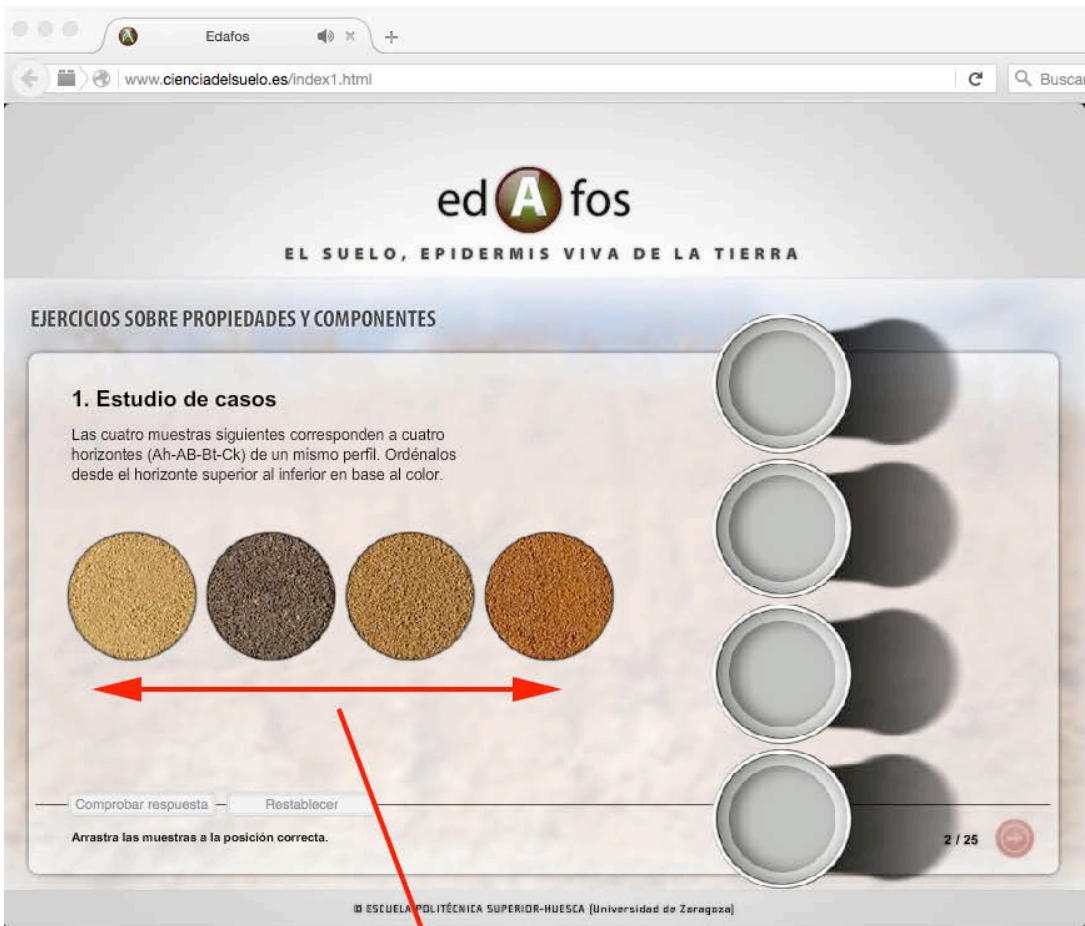 Edafos
www.cienciadelsuelo.es/index1.html
Buscar
edAfos
EL SUELO, EPIDERMIS VIVA DE LA TIERRA
EJERCICIOS SOBRE PROPIEDADES Y COMPONENTES
1. Estudio de casos
Las cuatro muestras siguientes corresponden a cuatro
horizontes (Ah-AB-Bt-Ck) de un mismo perfil. Ordénalos
desde el horizonte superior al inferior en base al color.
Comprobar respuesta
Restablecer
Arrastra las muestras a la posición correcta.
2 / 25
© ESCUELA POLITÉCNICA SUPERIOR-HUESCA (Universidad de Zaragoza)